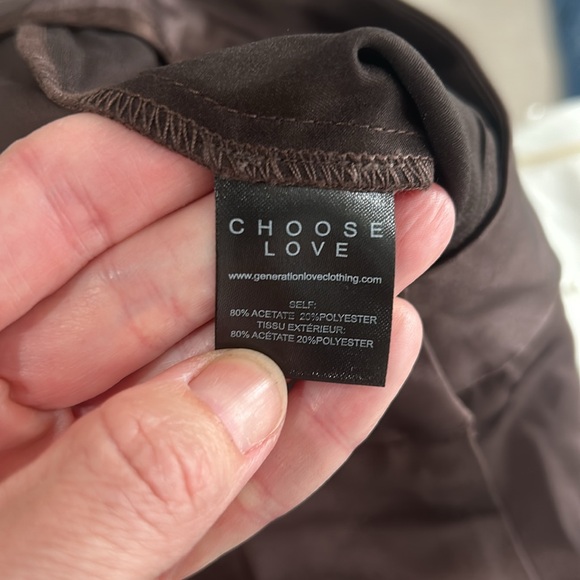 CHOOSE
LOVE
www.generationloveclothing.com
SELF:
80% ACETATE 20%POLYESTER
TISSU EXTÉRIEUR:
80% ACÉTATE 20%POLYESTER